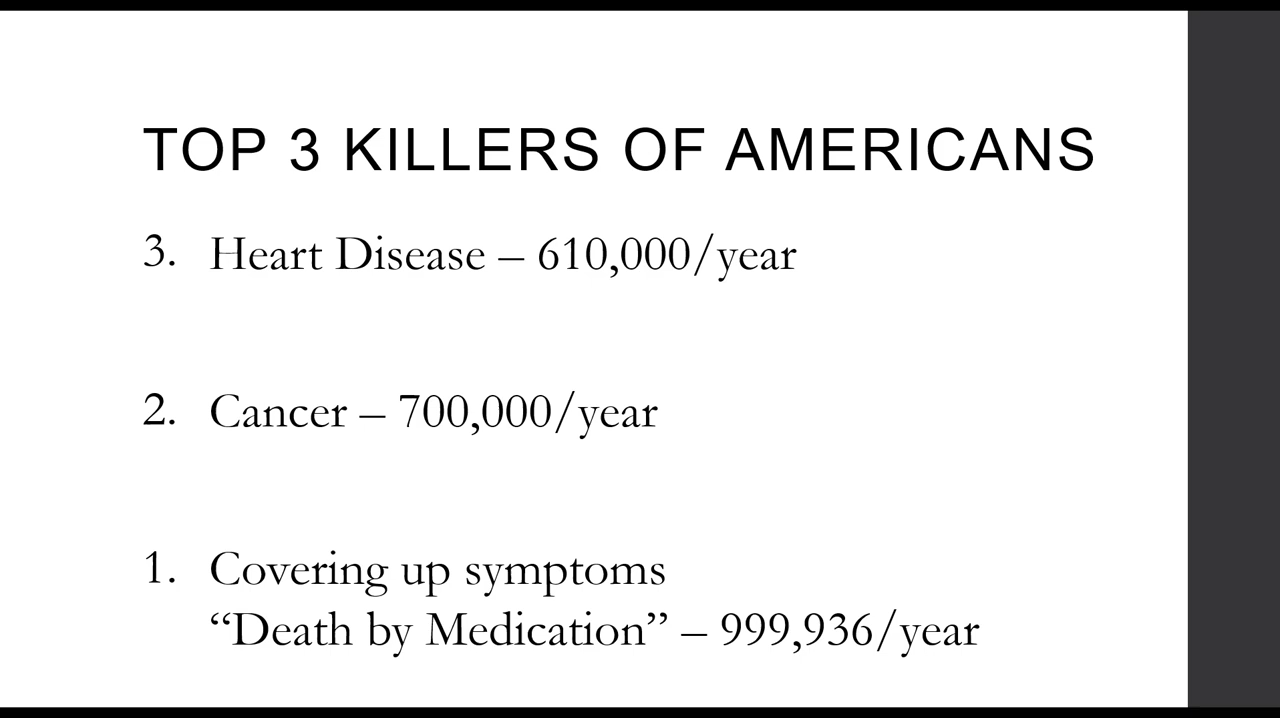 TOP 3 KILLERS OF AMERICANS
3. Heart Disease – 610,000/year
2. Cancer – 700,000/year
1. Covering up symptoms
“Death by Medication” – 999,936/year